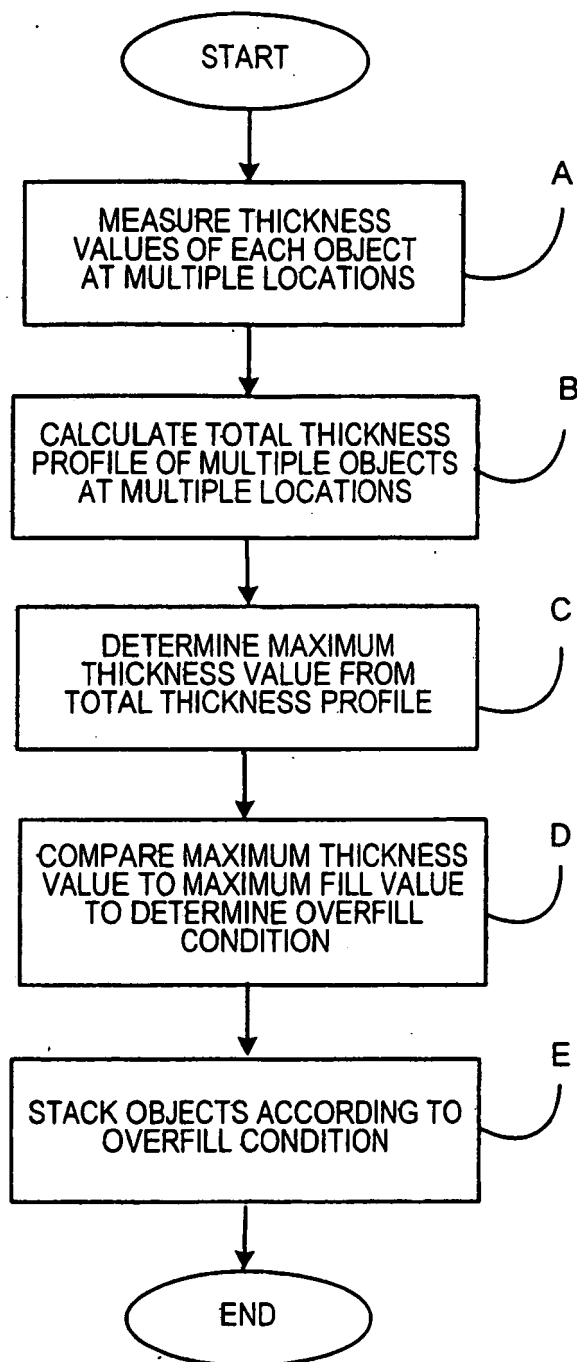 START
A
MEASURE THICKNESS
VALUES OF EACH OBJECT
AT MULTIPLE LOCATIONS
B
CALCULATE TOTAL THICKNESS
PROFILE OF MULTIPLE OBJECTS
AT MULTIPLE LOCATIONS
C
DETERMINE MAXIMUM
THICKNESS VALUE FROM
TOTAL THICKNESS PROFILE
D
COMPARE MAXIMUM THICKNESS
VALUE TO MAXIMUM FILL VALUE
TO DETERMINE OVERFILL
CONDITION
E
STACK OBJECTS ACCORDING TO
OVERFILL CONDITION
END